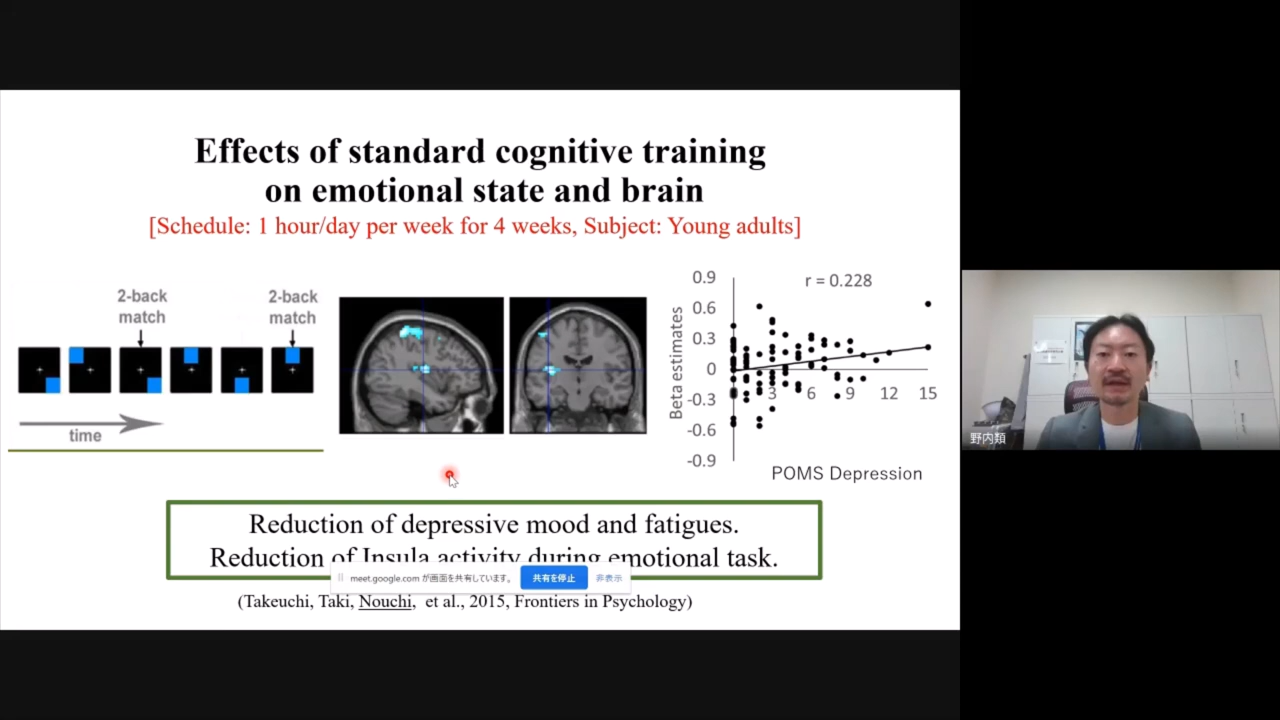 Effects of standard cognitive training
on emotional state and brain
[Schedule: 1 hour/day per week for 4 weeks, Subject: Young adults]
2-back
match
2-back
match
time
Beta estimates
0.9
0.6
0.3
0
-0.3
-0.6
-0.9
r = 0.228
3
6
9
12
15
POMS Depression
Reduction of depressive mood and fatigues.
Reduction of Insula activity during emotional task.
meet.google.com が画面を共有しています。
共有を停止
非表示
(Takeuchi, Taki, Nouchi, et al., 2015, Frontiers in Psychology)
野内類